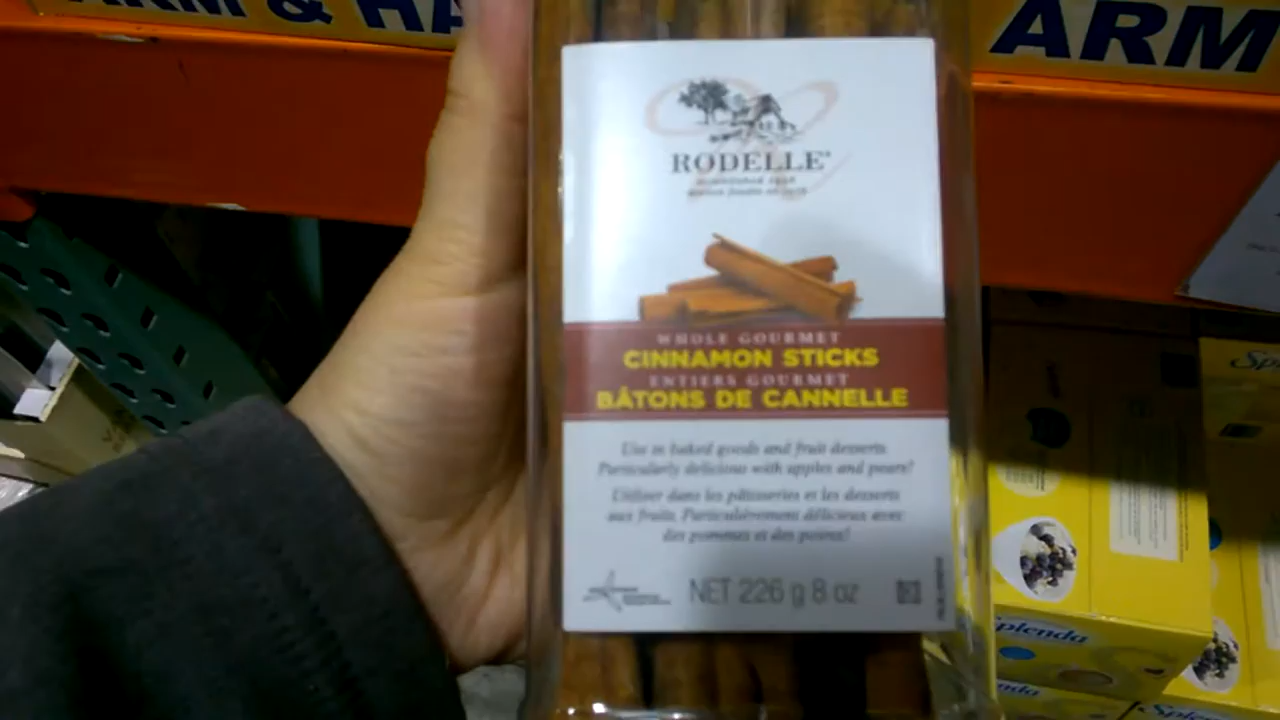 ARM & HA
ARM
RODELLE
WHOLE GOURMET
CINNAMON STICKS
ENTIERS GOURMET
BÂTONS DE CANNELLE
Use in baked goods and fruit desserts.
Particularly delicious with apples and pears!
Utiliser dans les pâtisseries et les desserts
aux fruits. Particulièrement délicieux avec
des pommes et des poires!
NET 226 g 8 oz
Spl
Splenda
nda
Splenda